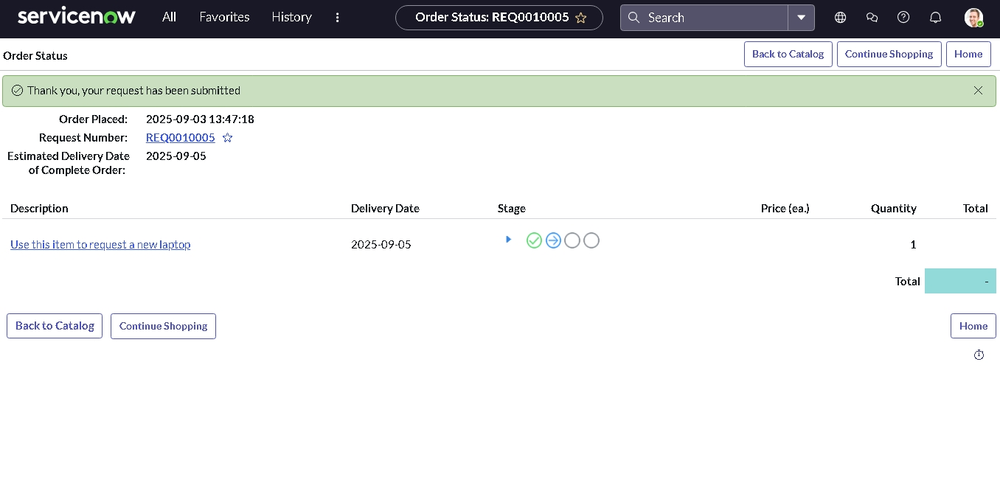 servicenow All Favorites History Order Status: REQ0010005 Search
Order Status Back to Catalog Continue Shopping Home
Thank you, your request has been submitted
Order Placed: 2025-09-03 13:47:18
Request Number: REQ0010005
Estimated Delivery Date 2025-09-05
of Complete Order:
Description Delivery Date Stage Price (ea.) Quantity Total
Use this item to request a new laptop 2025-09-05 1
Total -
Back to Catalog Continue Shopping Home